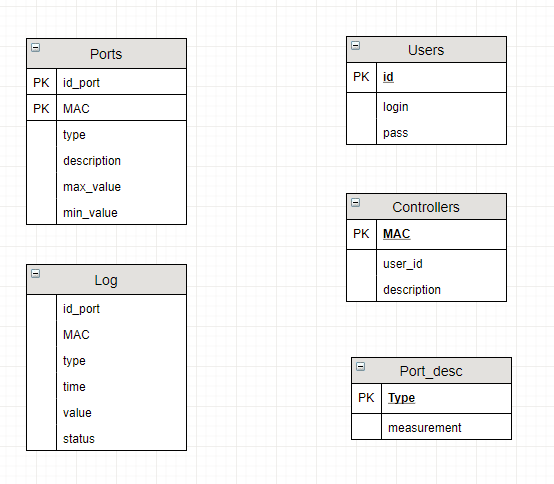 Ports
PK id_port
PK MAC
type
description
max_value
min_value
Users
PK id
login
pass
Log
id_port
MAC
type
time
value
status
Controllers
PK MAC
user_id
description
Port_desc
PK Type
measurement